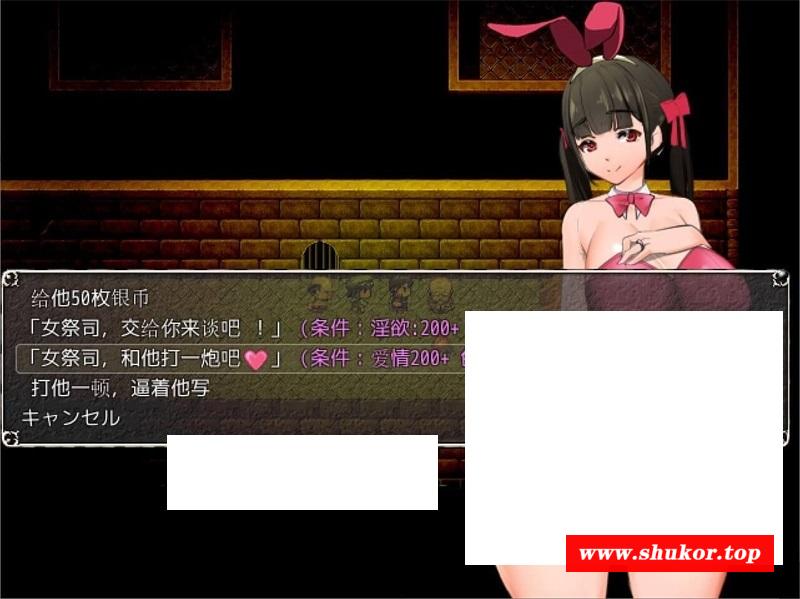 给他50枚银币
「女祭司，交给你来谈吧 ！」（条件：淫欲:200+
「女祭司，和他打一炮吧❤」（条件：爱情200+
打他一顿，逼着他写
キャンセル
www.shukor.top